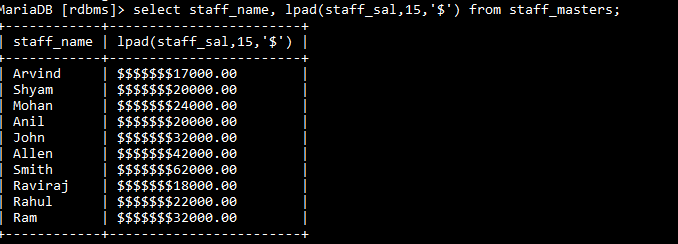 MariaDB [rdbms]> select staff_name, lpad(staff_sal,15,'$') from staff_masters;
+------------+------------------------+
| staff_name | lpad(staff_sal,15,'$') |
+------------+------------------------+
| Arvind     | $$$$$$$17000.00        |
| Shyam      | $$$$$$$20000.00        |
| Mohan      | $$$$$$$24000.00        |
| Anil       | $$$$$$$20000.00        |
| John       | $$$$$$$32000.00        |
| Allen      | $$$$$$$42000.00        |
| Smith      | $$$$$$$62000.00        |
| Raviraj    | $$$$$$$18000.00        |
| Rahul      | $$$$$$$22000.00        |
| Ram        | $$$$$$$32000.00        |
+------------+------------------------+